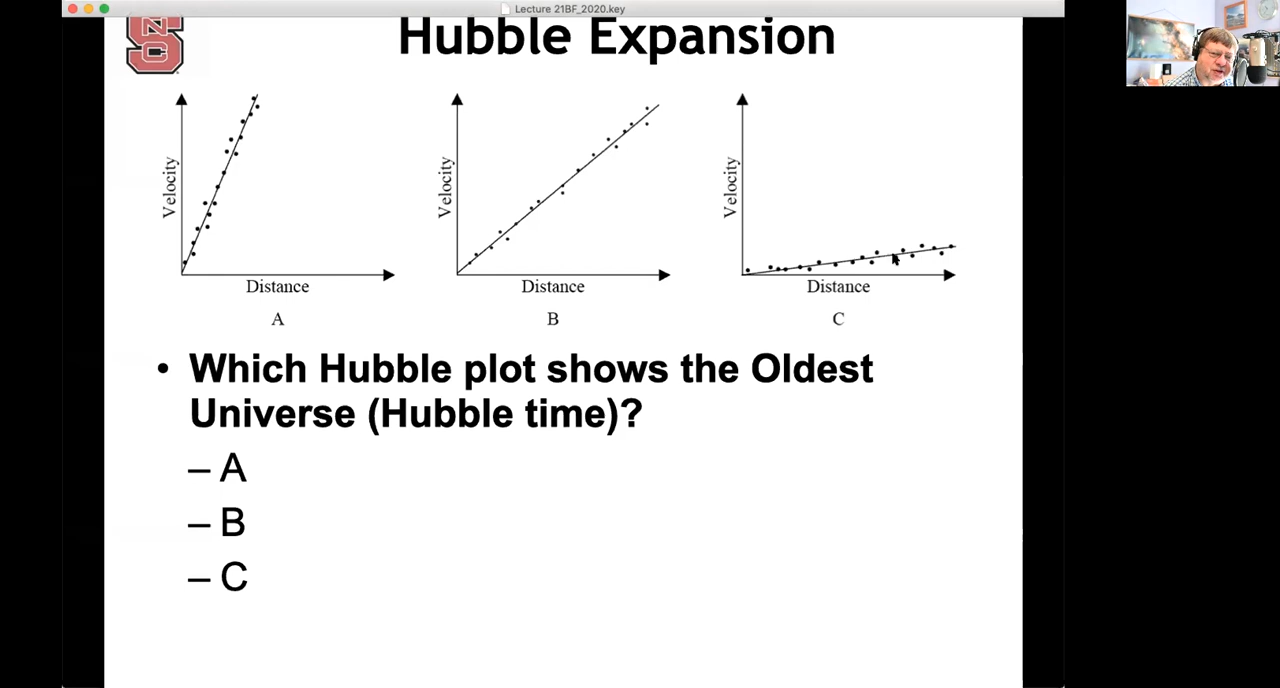 Lecture 21BF_2020.key
NC
S
Hubble Expansion
Velocity
Distance
A
Velocity
Distance
B
Velocity
Distance
C
• Which Hubble plot shows the Oldest
Universe (Hubble time)?
– A
– B
– C